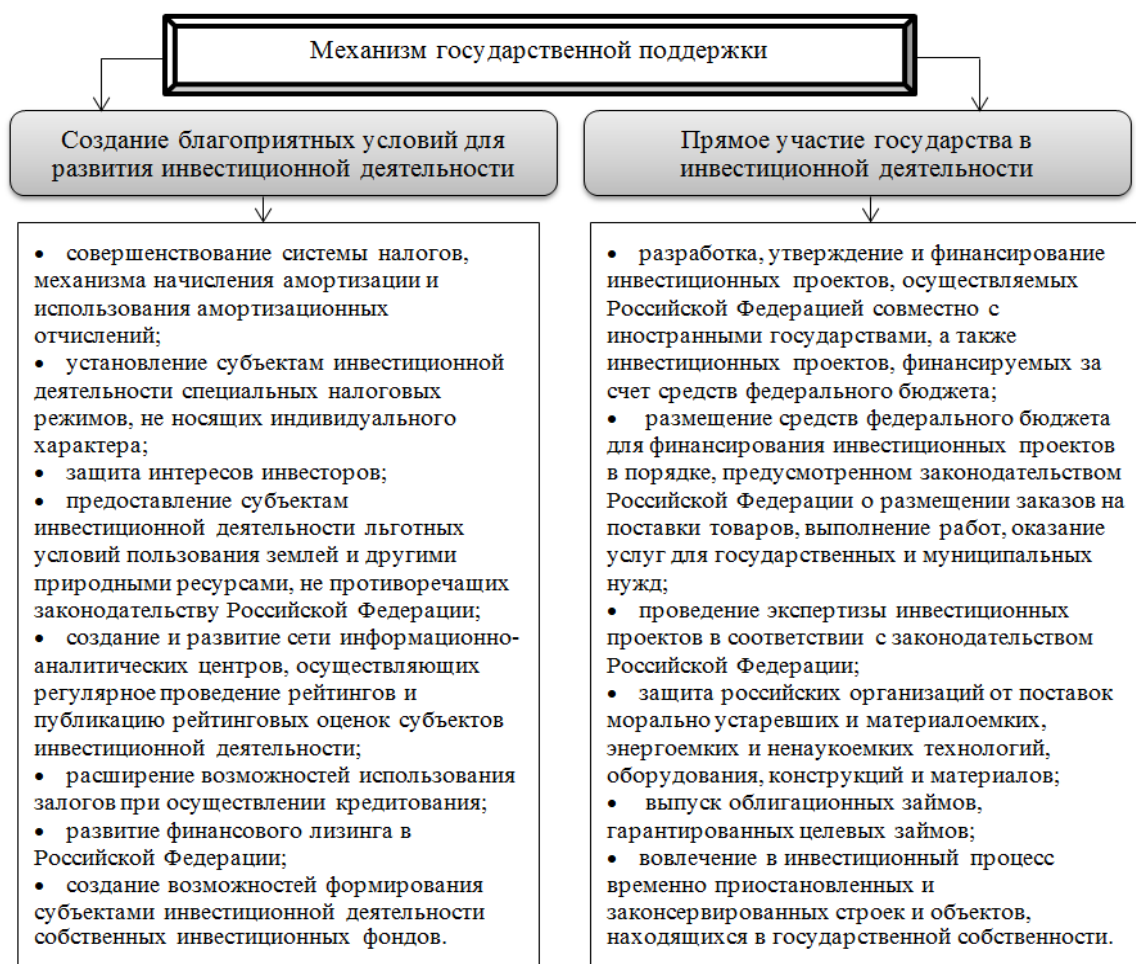 Механизм государственной поддержки
Создание благоприятных условий для
развития инвестиционной деятельности
• совершенствование системы налогов,
механизма начисления амортизации и
использования амортизационных
отчислений;
• установление субъектам инвестиционной
деятельности специальных налоговых
режимов, не носящих индивидуального
характера;
• защита интересов инвесторов;
• предоставление субъектам
инвестиционной деятельности льготных
условий пользования землей и другими
природными ресурсами, не противоречащих
законодательству Российской Федерации;
• создание и развитие сети информационно-
аналитических центров, осуществляющих
регулярное проведение рейтингов и
публикацию рейтинговых оценок субъектов
инвестиционной деятельности;
• расширение возможностей использования
залогов при осуществлении кредитования;
• развитие финансового лизинга в
Российской Федерации;
• создание возможностей формирования
субъектами инвестиционной деятельности
собственных инвестиционных фондов.
Прямое участие государства в
инвестиционной деятельности
• разработка, утверждение и финансирование
инвестиционных проектов, осуществляемых
Российской Федерацией совместно с
иностранными государствами, а также
инвестиционных проектов, финансируемых за
счет средств федерального бюджета;
• размещение средств федерального бюджета
для финансирования инвестиционных проектов
в порядке, предусмотренном законодательством
Российской Федерации о размещении заказов на
поставки товаров, выполнение работ, оказание
услуг для государственных и муниципальных
нужд;
• проведение экспертизы инвестиционных
проектов в соответствии с законодательством
Российской Федерации;
• защита российских организаций от поставок
морально устаревших и материалоемких,
энергоемких и ненаукоемких технологий,
оборудования, конструкций и материалов;
• выпуск облигационных займов,
гарантированных целевых займов;
• вовлечение в инвестиционный процесс
временно приостановленных и
законсервированных строек и объектов,
находящихся в государственной собственности.